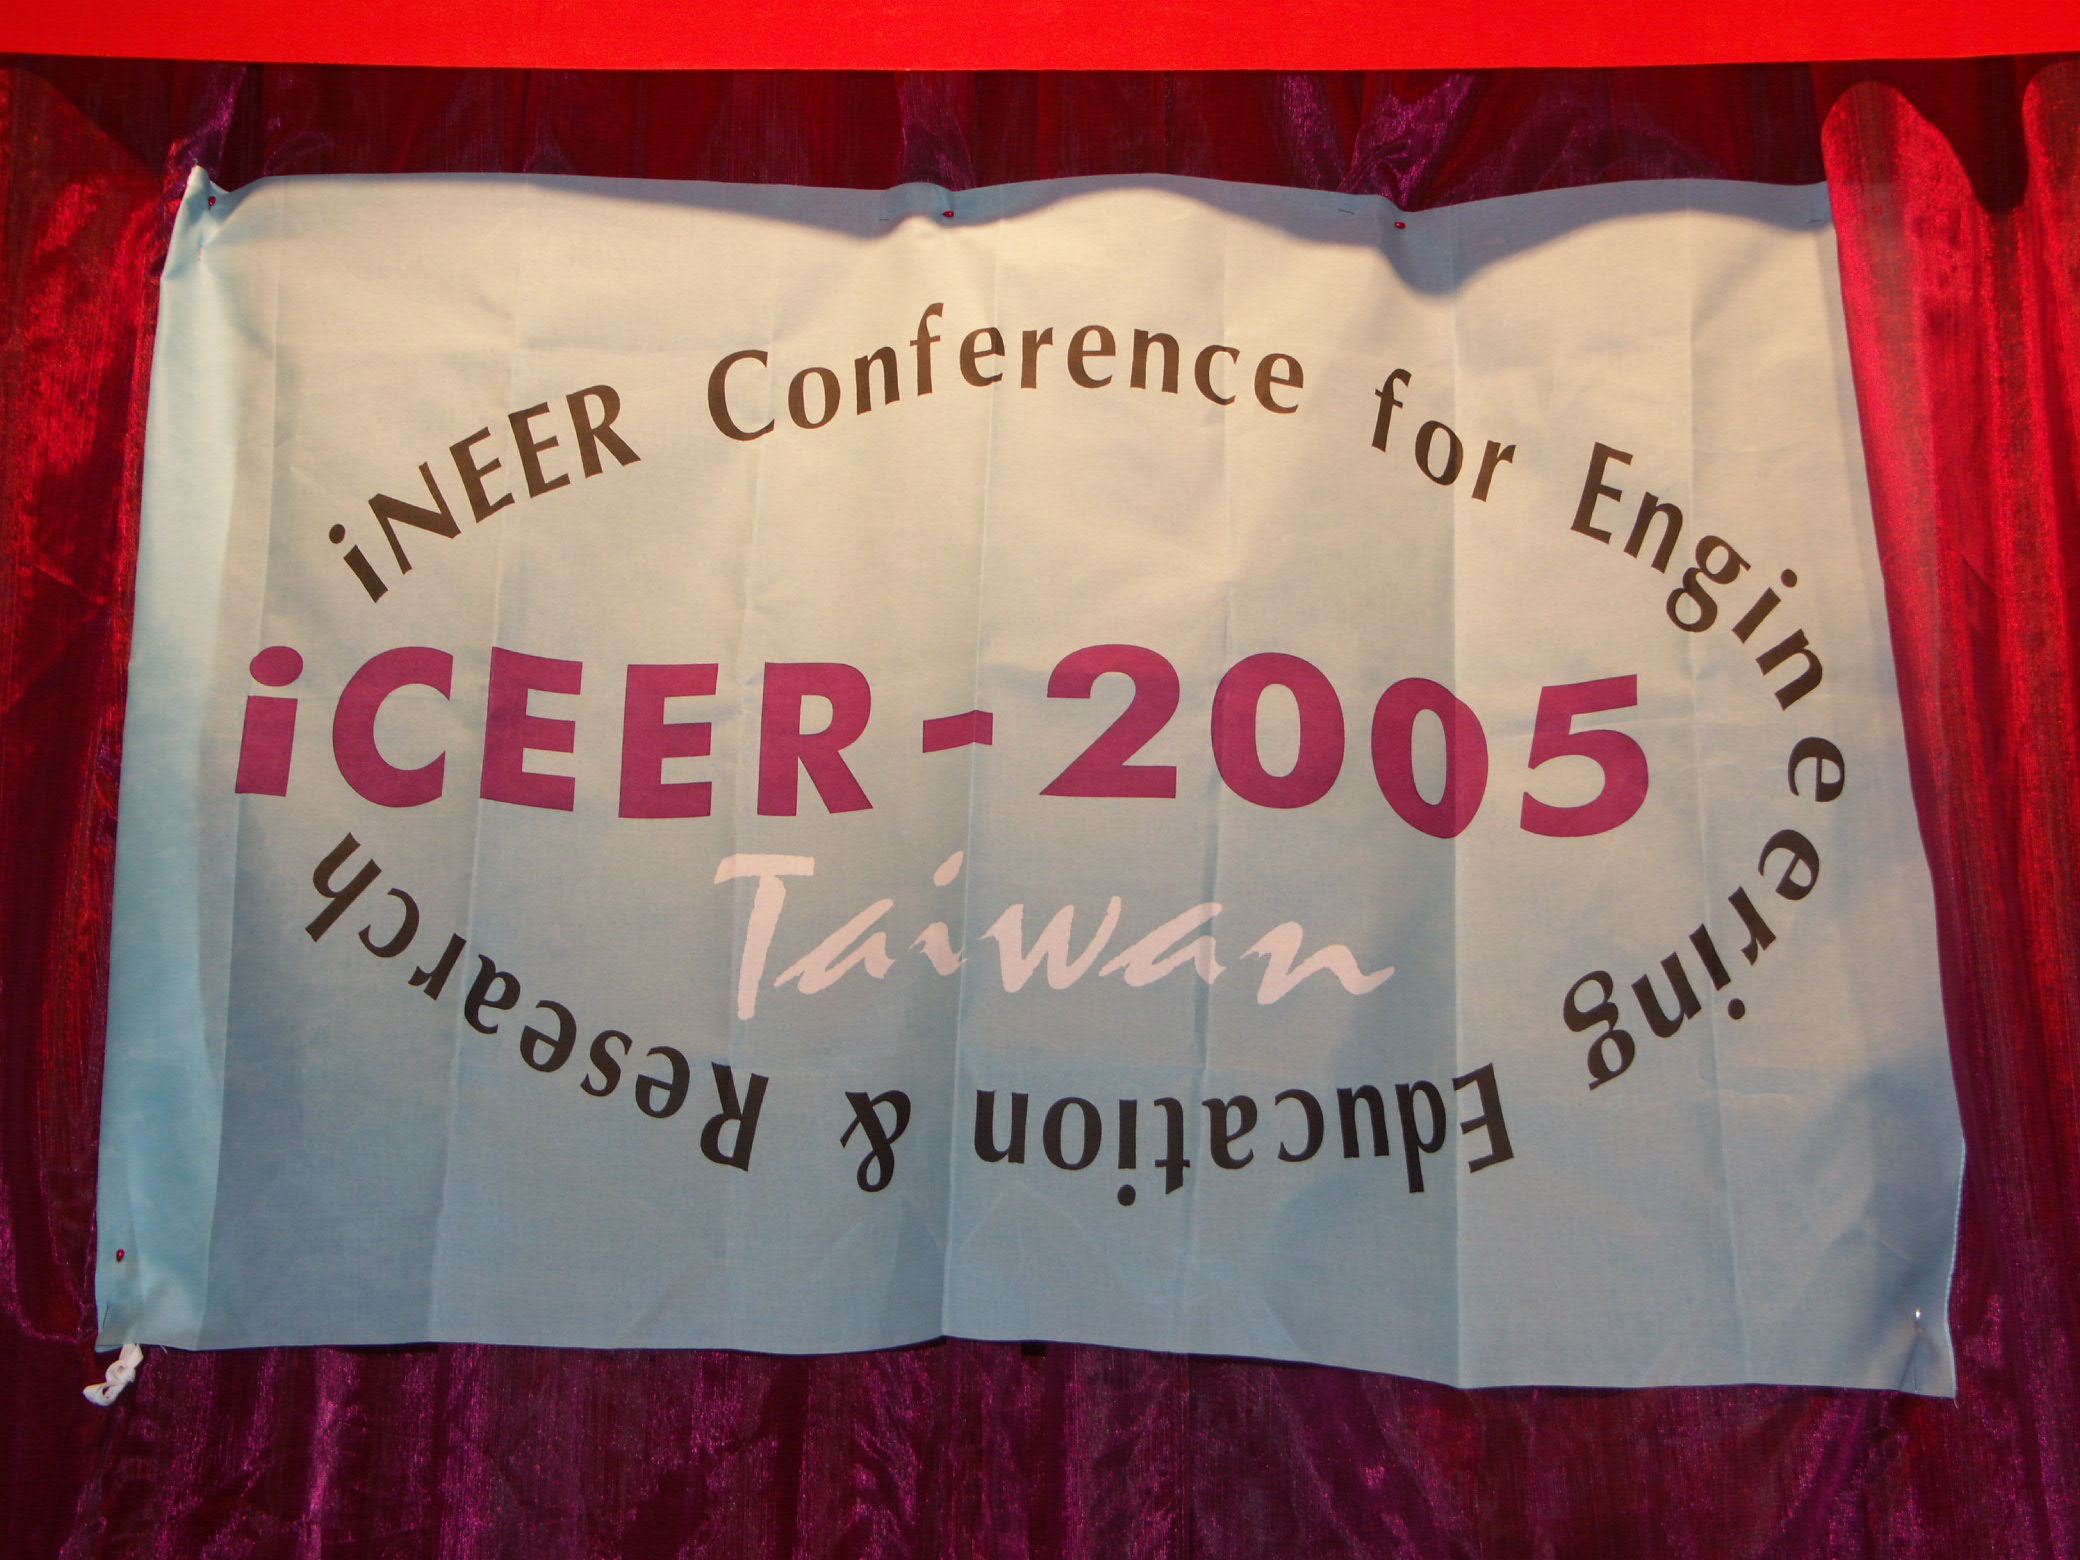 iNEER Conference for Engineering Education & Research
iCEER-2005
Taiwan